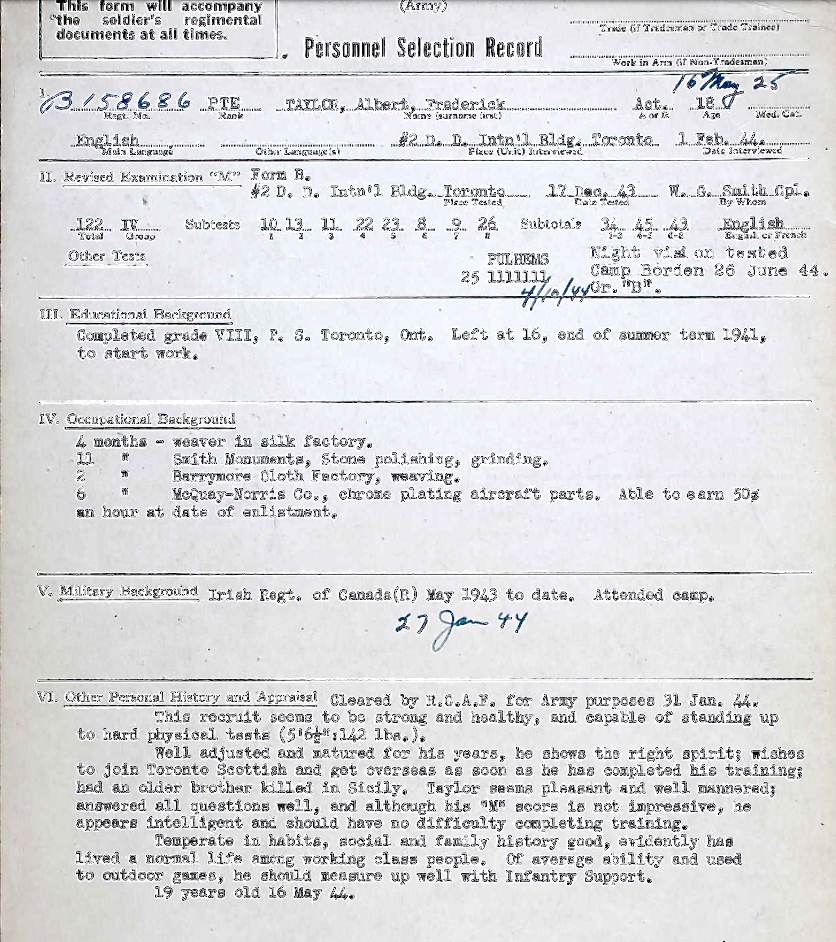 This form will accompany
the soldier's regimental
documents at all times.
(Army)
Personnel Selection Record
Trade (if Tradesman or Trade Trainee)
Work in Arm (if Non-Tradesman)
16 May 25
I. B158686 PTE TAYLOR, Albert, Frederick Act. 18
Regt. No. Rank Name (surname first) A or R Age Med. Cat.
English #2 D. D. Intn'l Bldg. Toronto 1 Feb. 44.
Main Language Other Language(s) Place (Unit) Interviewed Date Interviewed
II. Revised Examination "M" Form B.
#2 D. D. Intn'l Bldg. Toronto 17 Dec. 43 W. G. Smith Cpl.
Place Tested Date Tested By Whom
122 IV Subtests 10 13 11 22 23 8 9 26 Subtotals 34 45 43 English
Total Group 1 2 3 4 5 6 7 8 1-3 4-5 6-8 English or French
Other Tests PULHEMS Night vision tested
25 1111111 Camp Borden 26 June 44.
4/10/44 Gr. "B".
III. Educational Background
Completed grade VIII, P. S. Toronto, Ont. Left at 16, end of summer term 1941,
to start work.
IV. Occupational Background
4 months - weaver in silk factory.
11 " Smith Monuments, Stone polishing, grinding.
2 " Barrymore Cloth Factory, weaving.
6 " McQuay-Norris Co., chrome plating aircraft parts. Able to earn 50¢
an hour at date of enlistment.
V. Military Background Irish Regt. of Canada(R) May 1943 to date. Attended camp.
27 Jan 44
VI. Other Personal History and Appraisal Cleared by R.C.A.F. for Army purposes 31 Jan. 44.
This recruit seems to be strong and healthy, and capable of standing up
to hard physical tests (5'6½":142 lbs.).
Well adjusted and matured for his years, he shows the right spirit; wishes
to join Toronto Scottish and get overseas as soon as he has completed his training;
had an older brother killed in Sicily. Taylor seems pleasant and well mannered;
answered all questions well, and although his "M" score is not impressive, he
appears intelligent and should have no difficulty completing training.
Temperate in habits, social and family history good, evidently has
lived a normal life among working class people. Of average ability and used
to outdoor games, he should measure up well with Infantry Support.
19 years old 16 May 44.